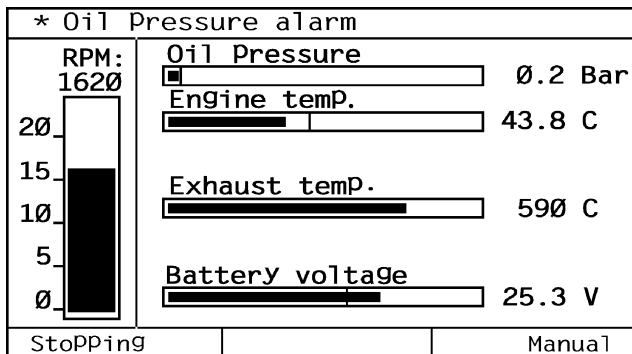 * Oil Pressure alarm
RPM:
1620
20
15
10
5
0
Oil Pressure
0.2 Bar
Engine temp.
43.8 C
Exhaust temp.
590 C
Battery voltage
25.3 V
Stopping
Manual